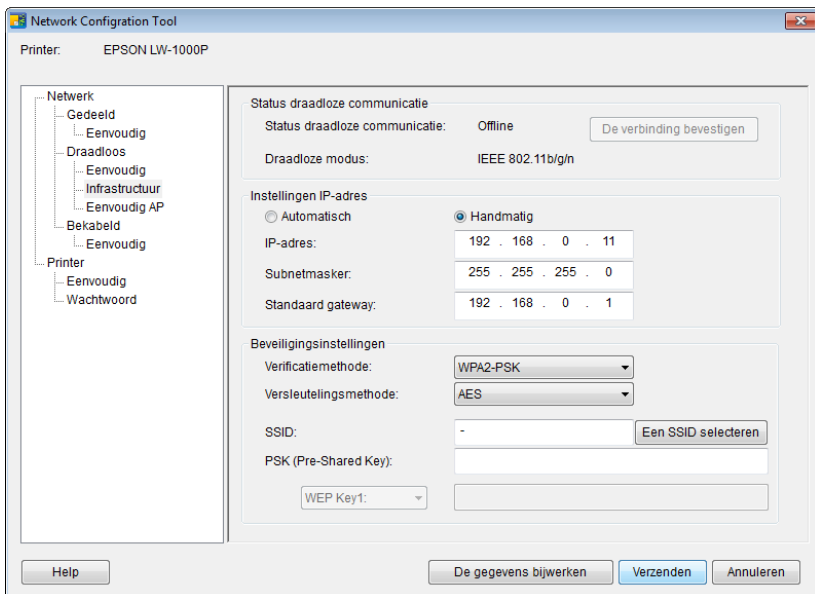 Network Configration Tool
Printer: EPSON LW-1000P
Netwerk
Gedeeld
Eenvoudig
Draadloos
Eenvoudig
Infrastructuur
Eenvoudig AP
Bekabeld
Eenvoudig
Printer
Eenvoudig
Wachtwoord
Status draadloze communicatie
Status draadloze communicatie: Offline De verbinding bevestigen
Draadloze modus: IEEE 802.11b/g/n
Instellingen IP-adres
Automatisch Handmatig
IP-adres: 192 . 168 . 0 . 11
Subnetmasker: 255 . 255 . 255 . 0
Standaard gateway: 192 . 168 . 0 . 1
Beveiligingsinstellingen
Verificatiemethode: WPA2-PSK
Versleutelingsmethode: AES
SSID: - Een SSID selecteren
PSK (Pre-Shared Key):
WEP Key1:
Help De gegevens bijwerken Verzenden Annuleren